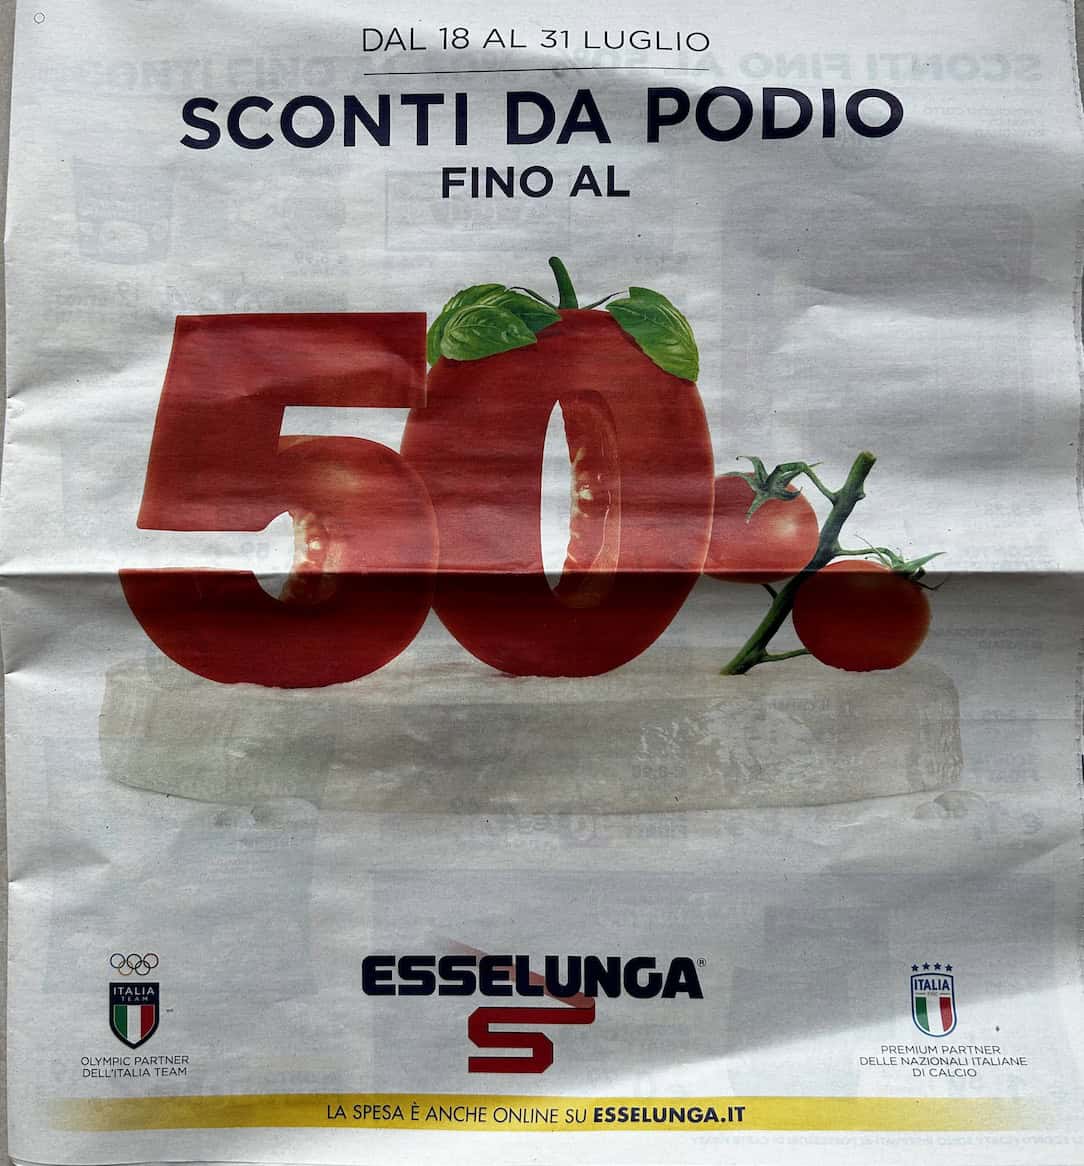 DAL 18 AL 31 LUGLIO
SCONTI DA PODIO
FINO AL
50%
ITALIA
TEAM
OLYMPIC PARTNER
DELL'ITALIA TEAM
ESSELUNGA®
S
ITALIA
FIGC
PREMIUM PARTNER
DELLE NAZIONALI ITALIANE
DI CALCIO
LA SPESA È ANCHE ONLINE SU ESSELUNGA.IT